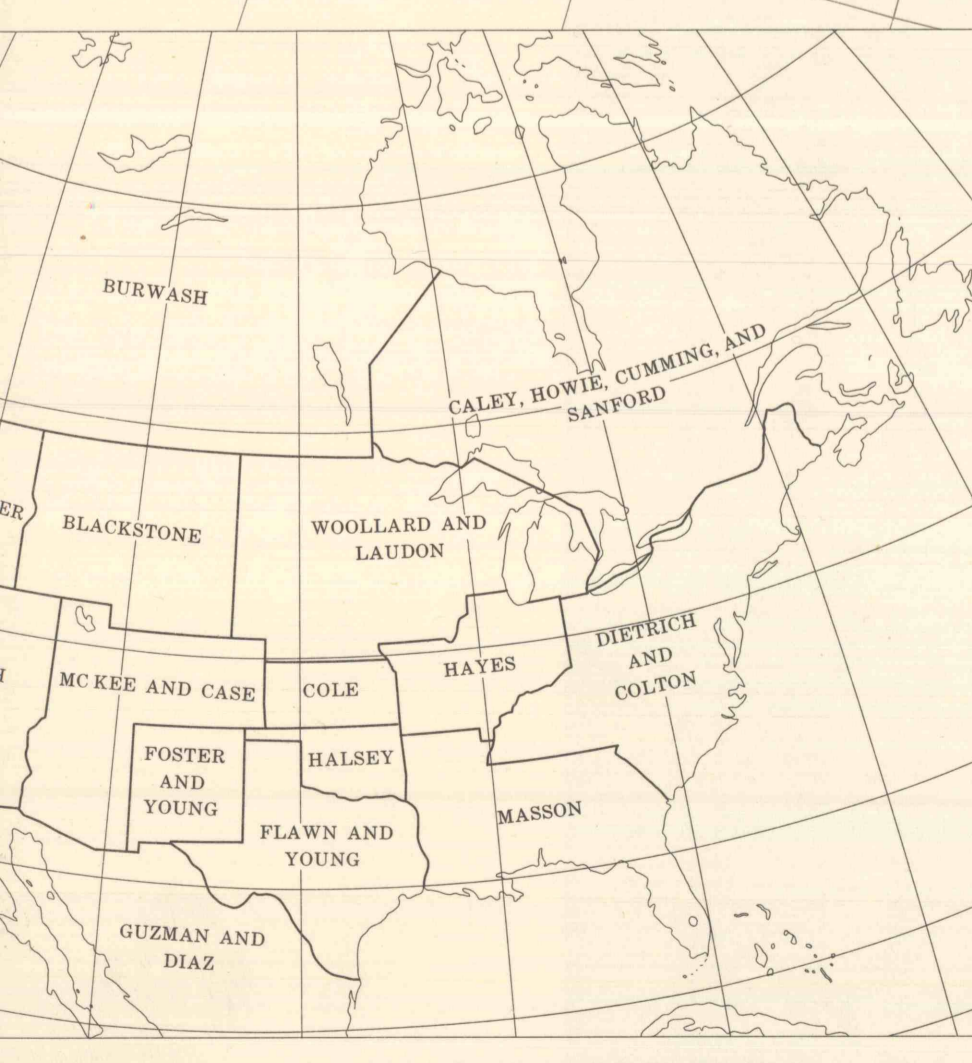 BURWASH
CALEY, HOWIE, CUMMING, AND
SANFORD
BLACKSTONE
WOOLLARD AND
LAUDON
DIETRICH
AND
COLTON
HAYES
MC KEE AND CASE
COLE
FOSTER
AND
YOUNG
HALSEY
MASSON
FLAWN AND
YOUNG
GUZMAN AND
DIAZ